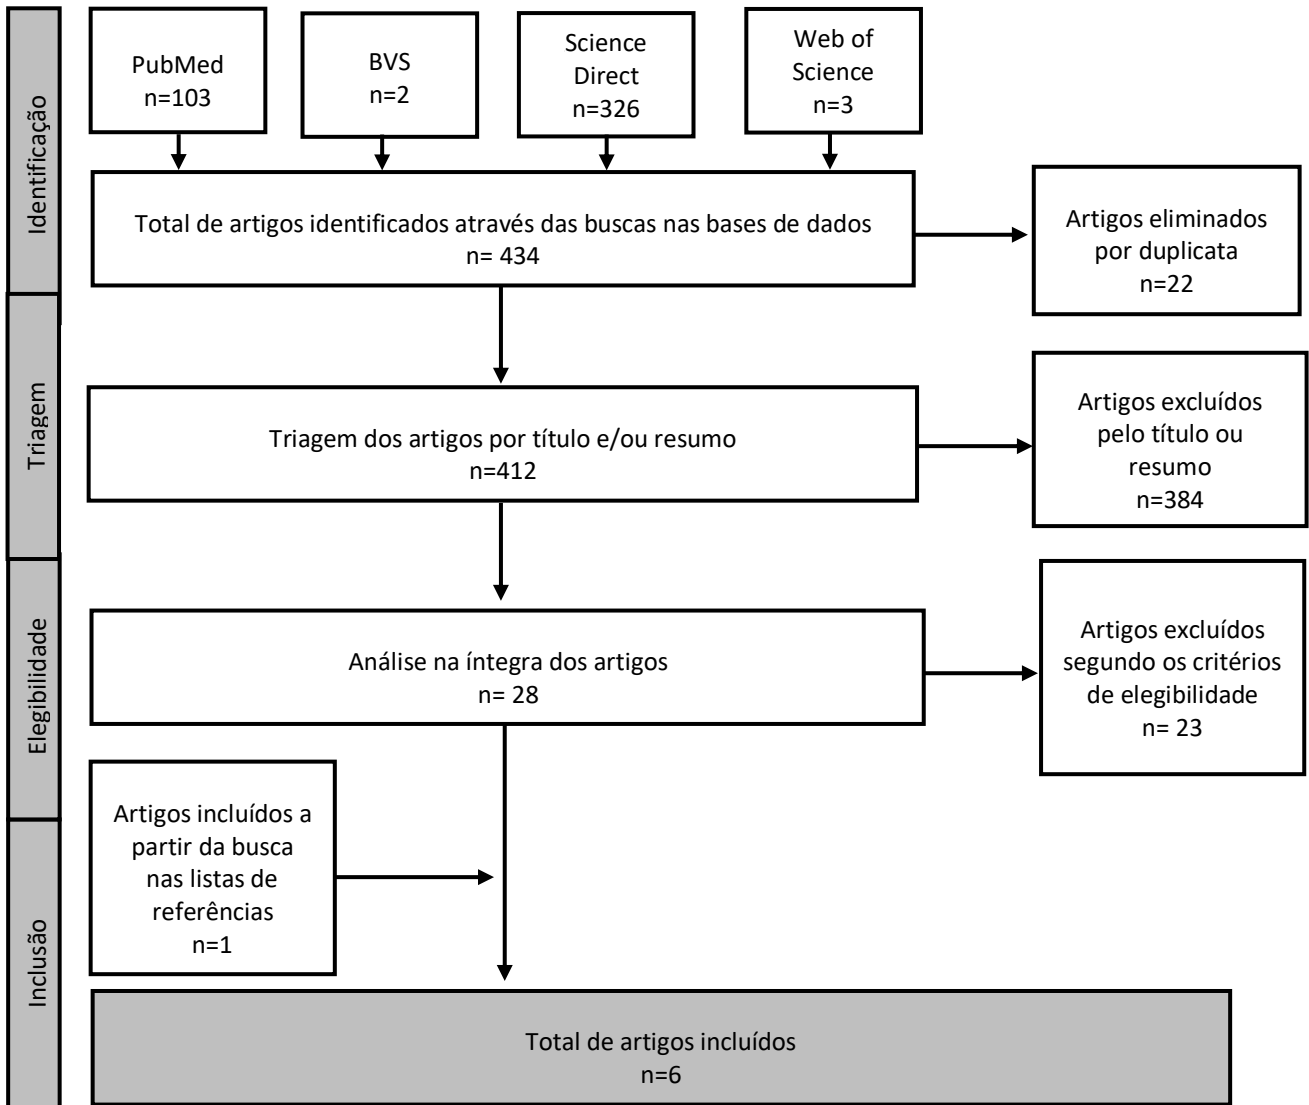 Identificação
PubMed
n=103
BVS
n=2
Science
Direct
n=326
Web of
Science
n=3
Total de artigos identificados através das buscas nas bases de dados
n= 434
Artigos eliminados
por duplicata
n=22
Triagem
Triagem dos artigos por título e/ou resumo
n=412
Artigos excluídos
pelo título ou
resumo
n=384
Elegibilidade
Análise na íntegra dos artigos
n= 28
Artigos excluídos
segundo os critérios
de elegibilidade
n= 23
Inclusão
Artigos incluídos a
partir da busca
nas listas de
referências
n=1
Total de artigos incluídos
n=6